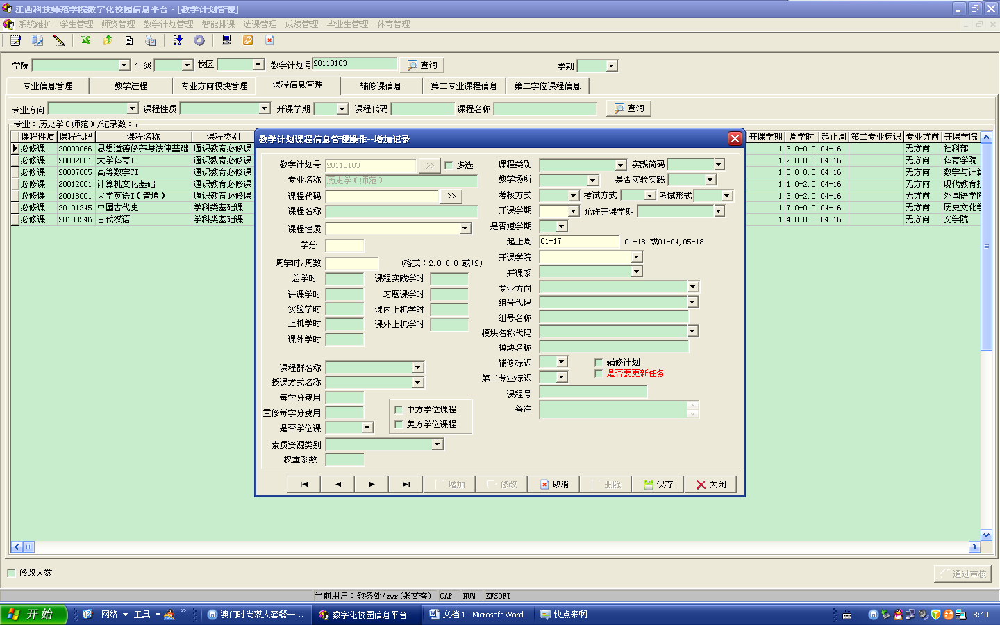 江西科技师范学院数字化校园信息平台 - [教学计划管理]
系统维护 学生管理 师资管理 教学计划管理 智能排课 选课管理 成绩管理 毕业生管理 体育管理
学院 年级 校区 教学计划号 20110103 查询 学期
专业信息管理 教学进程 专业方向模块管理 课程信息管理 辅修课信息 第二专业课程信息 第二学位课程信息
专业方向 课程性质 开课学期 课程代码 课程名称 查询
专业：历史学（师范）/记录数：7
课程性质 课程代码 课程名称 课程类别 开课学期 周学时 起止周 第二专业标识 专业方向 开课学院
必修课 20000066 思想道德修养与法律基础 通识教育必修课 1 3.0-0.0 04-16 无方向 社科部
必修课 20002001 大学体育I 通识教育必修课 1 2.0-0.0 04-16 无方向 体育学院
必修课 20007005 高等数学CI 通识教育必修课 1 5.0-0.0 04-16 无方向 数学与计
必修课 20012001 计算机文化基础 通识教育必修课 1 1.0-2.0 04-16 无方向 现代教育技
必修课 20018001 大学英语I（普通） 通识教育必修课 1 3.0-2.0 04-16 无方向 外国语学院
必修课 20101245 中国古代史 学科类基础课 1 7.0-0.0 04-16 无方向 历史文化学
必修课 20103546 古代汉语 学科类基础课 1 4.0-0.0 04-16 无方向 文学院
教学计划课程信息管理操作--增加记录
教学计划号 20110103 >> 多选
专业名称 历史学（师范）
课程代码 >>
课程名称
课程性质
学分
周学时/周数 (格式：2.0-0.0 或+2)
总学时 课程实践学时
讲课学时 习题课学时
实验学时 课内上机学时
上机学时 课外上机学时
课外学时
课程群名称
授课方式名称
每学分费用
重修每学分费用
中方学位课程
美方学位课程
是否学位课
素质资源类别
权重系数
课程类别 实践简码
教学场所 是否实验实践
考核方式 考试方式 考试形式
开课学期 允许开课学期
是否短学期
起止周 01-17 01-18 或01-04,05-18
开课学院
开课系
专业方向
组号代码
组号名称
模块名称代码
模块名称
辅修标识 辅修计划
是否要更新任务
第二专业标识
课程号
备注
增加 修改 取消 删除 保存 关闭
修改人数 通过审核
当前用户：教务处/zwr(张文睿) CAP NUM ZFSOFT
开始 网络 工具 » 澳门时尚双人套餐一... 数字化校园信息平台 文档 1 - Microsoft Word 快点来啊 8:40